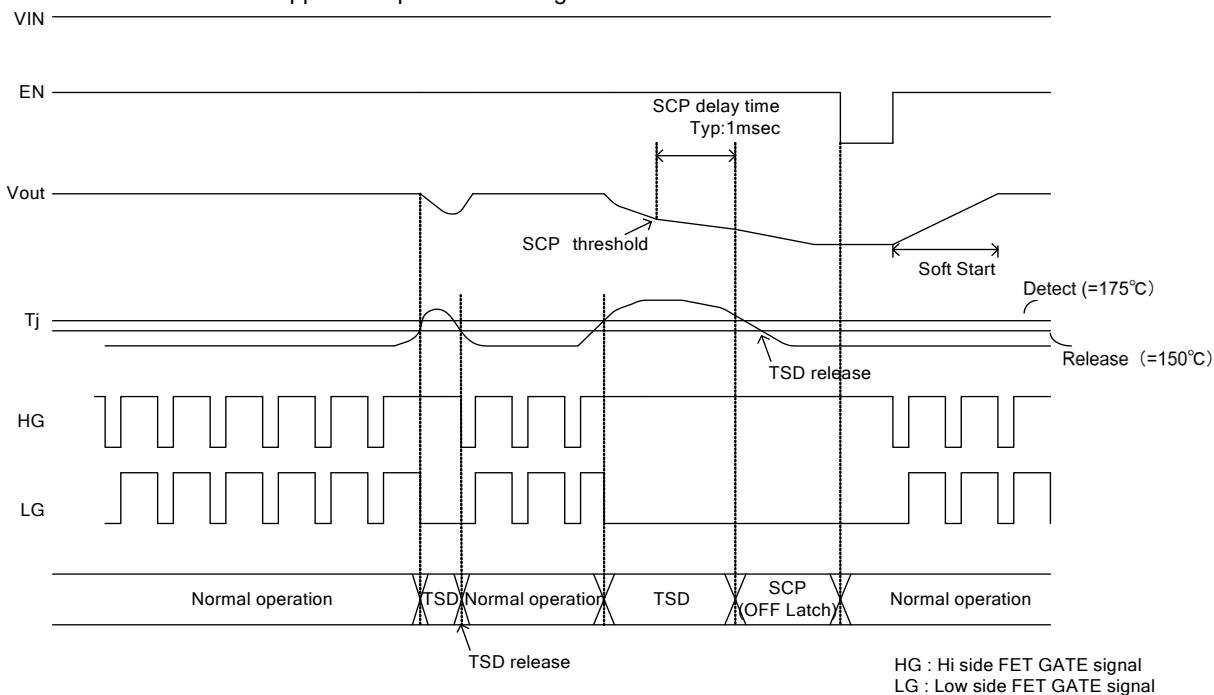 VIN
EN
SCP delay time
Typ:1msec
Vout
SCP threshold
Soft Start
Detect (=175℃)
Tj
Release （=150℃）
TSD release
HG
LG
Normal operation
TSD
Normal operation
TSD
SCP
(OFF Latch)
Normal operation
TSD release
HG : Hi side FET GATE signal
LG : Low side FET GATE signal